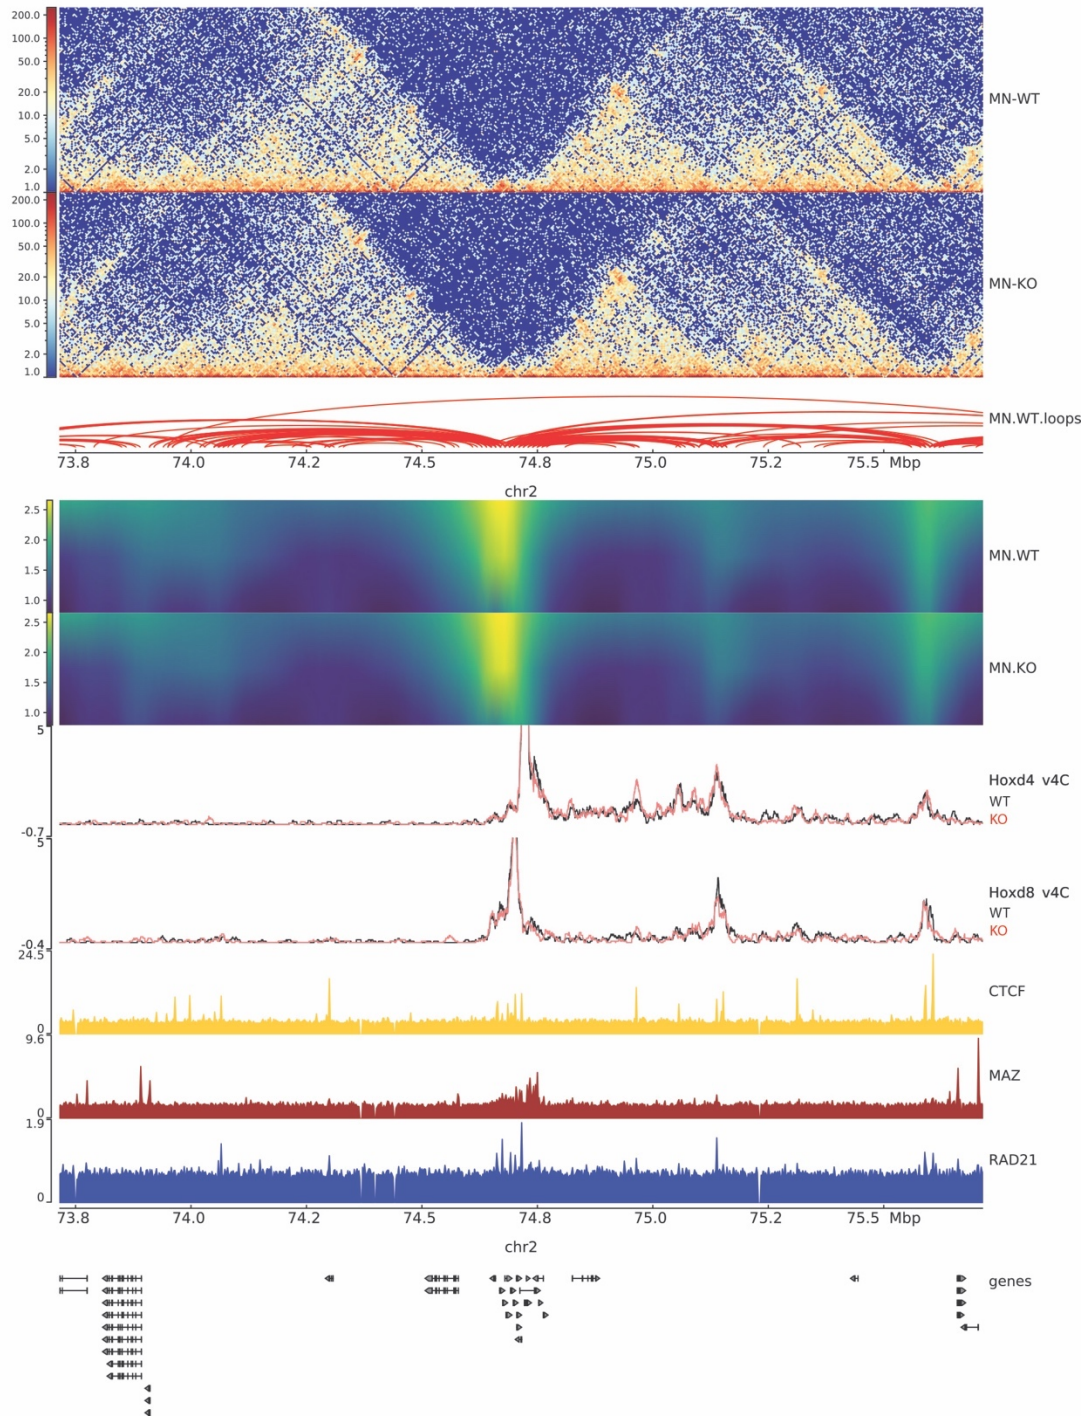 200.0
100.0
50.0
20.0
10.0
5.0
2.0
1.0
MN-WT
200.0
100.0
50.0
20.0
10.0
5.0
2.0
1.0
MN-KO
MN.WT.loops
73.8 74.0 74.2 74.5 74.8 75.0 75.2 75.5 Mbp
chr2
2.5
2.0
1.5
1.0
MN.WT
2.5
2.0
1.5
1.0
MN.KO
5
Hoxd4 v4C
WT
KO
-0.7
5
Hoxd8 v4C
WT
KO
-0.4
24.5
CTCF
0
9.6
MAZ
0
1.9
RAD21
0
73.8 74.0 74.2 74.5 74.8 75.0 75.2 75.5 Mbp
chr2
genes